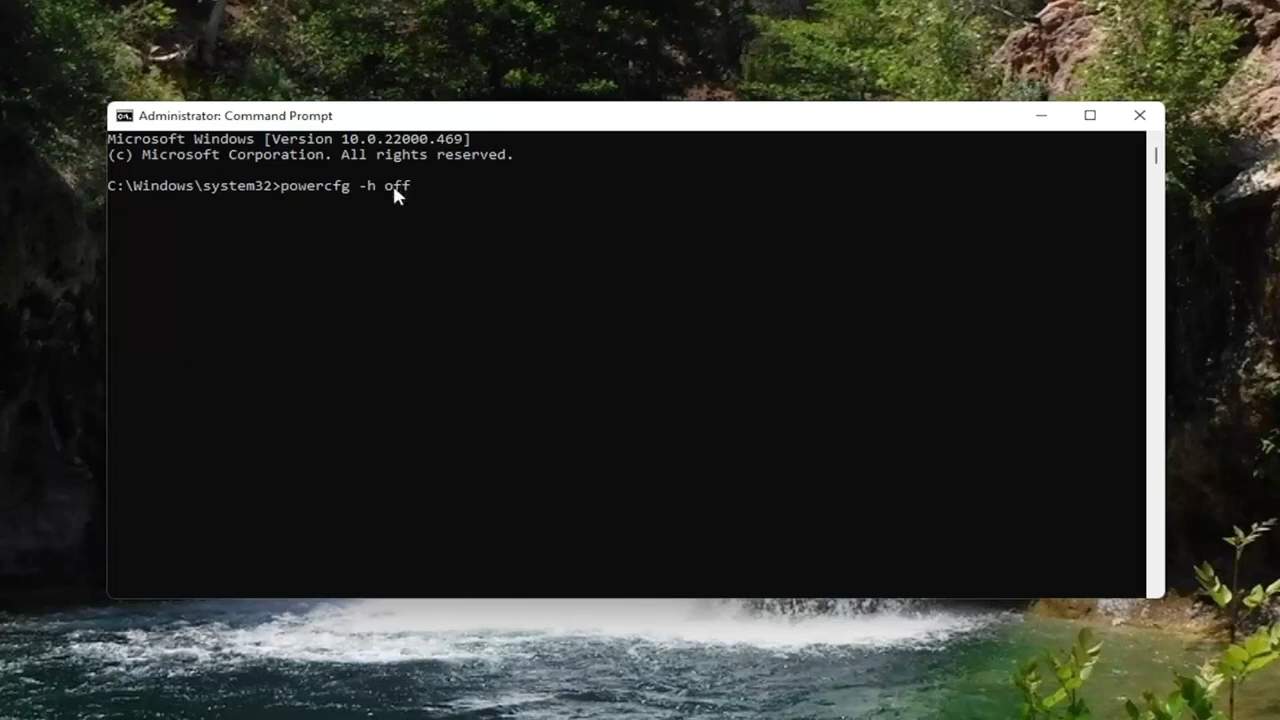 Administrator: Command Prompt
Microsoft Windows [Version 10.0.22000.469]
(c) Microsoft Corporation. All rights reserved.
C:\Windows\system32>powercfg -h off